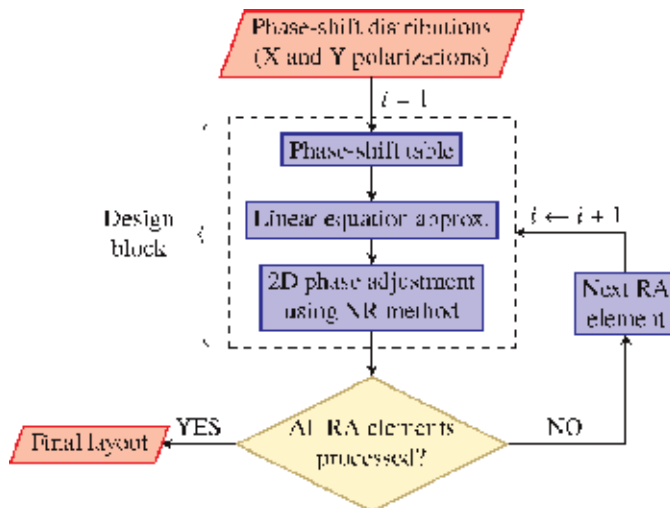 Phase-shift distributions
(X and Y polarizations)
i = 1
Phase-shift table
Linear equation approx.
2D phase adjustment
using NR method
Design
block
i ← i + 1
Next RA
element
All RA elements
processed?
YES
NO
Final layout